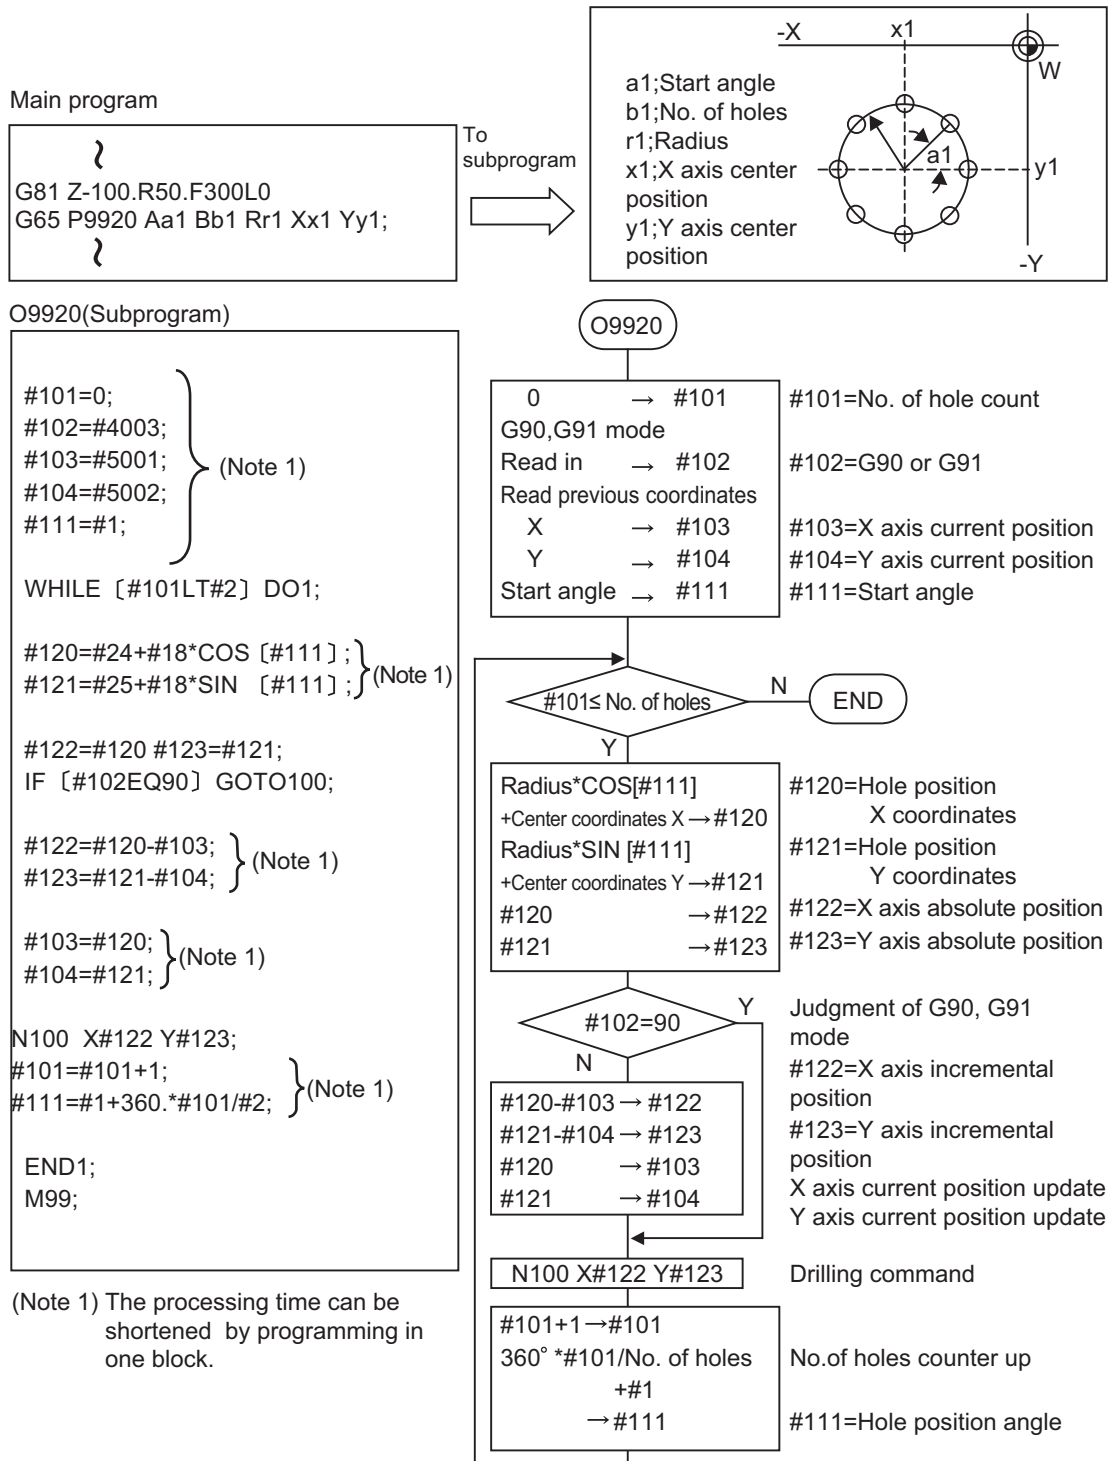 Main program
G81 Z-100.R50.F300L0
G65 P9920 Aa1 Bb1 Rr1 Xx1 Yy1;
To
subprogram
a1;Start angle
b1;No. of holes
r1;Radius
x1;X axis center
position
y1;Y axis center
position
-X
x1
W
a1
y1
-Y
O9920(Subprogram)
#101=0;
#102=#4003;
#103=#5001;
#104=#5002;
#111=#1;
(Note 1)
WHILE [#101LT#2] DO1;
#120=#24+#18*COS [#111] ;
#121=#25+#18*SIN [#111] ;
(Note 1)
#122=#120 #123=#121;
IF [#102EQ90] GOTO100;
#122=#120-#103;
#123=#121-#104;
(Note 1)
#103=#120;
#104=#121;
(Note 1)
N100 X#122 Y#123;
#101=#101+1;
#111=#1+360.*#101/#2;
(Note 1)
END1;
M99;
(Note 1) The processing time can be
shortened by programming in
one block.
O9920
0 → #101
G90,G91 mode
Read in → #102
Read previous coordinates
X → #103
Y → #104
Start angle → #111
#101=No. of hole count
#102=G90 or G91
#103=X axis current position
#104=Y axis current position
#111=Start angle
#101≤ No. of holes
N
END
Y
Radius*COS[#111]
+Center coordinates X →#120
Radius*SIN [#111]
+Center coordinates Y →#121
#120 →#122
#121 →#123
#120=Hole position
X coordinates
#121=Hole position
Y coordinates
#122=X axis absolute position
#123=Y axis absolute position
#102=90
Y
N
Judgment of G90, G91
mode
#120-#103→ #122
#121-#104→ #123
#120 →#103
#121 →#104
#122=X axis incremental
position
#123=Y axis incremental
position
X axis current position update
Y axis current position update
N100 X#122 Y#123
Drilling command
#101+1→#101
360° *#101/No. of holes
+#1
→#111
No.of holes counter up
#111=Hole position angle